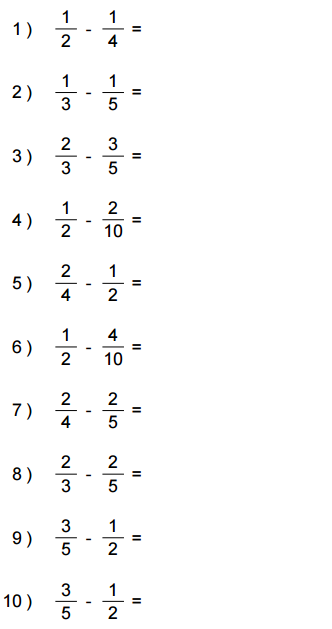 1 ) 1/2 - 1/4 =
2 ) 1/3 - 1/5 =
3 ) 2/3 - 3/5 =
4 ) 1/2 - 2/10 =
5 ) 2/4 - 1/2 =
6 ) 1/2 - 4/10 =
7 ) 2/4 - 2/5 =
8 ) 2/3 - 2/5 =
9 ) 3/5 - 1/2 =
10 ) 3/5 - 1/2 =